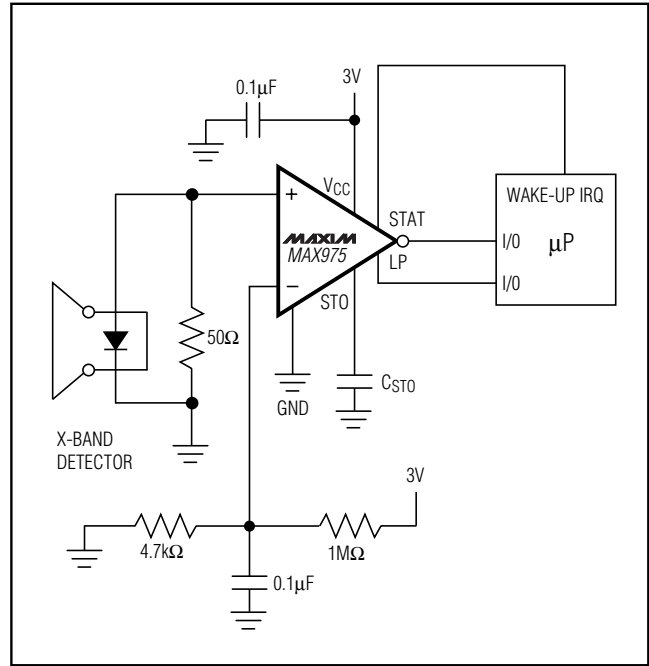 0.1µF
3V
VCC
WAKE-UP IRQ
STAT
+
MAXIM
MAX975
I/O
µP
LP
I/O
−
STO
50Ω
CSTO
GND
X-BAND
DETECTOR
3V
4.7kΩ
1MΩ
0.1µF